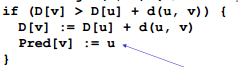 if (D[v] > D[u] + d(u, v)) {
D[v] := D[u] + d(u, v)
Pred[v] := u
}